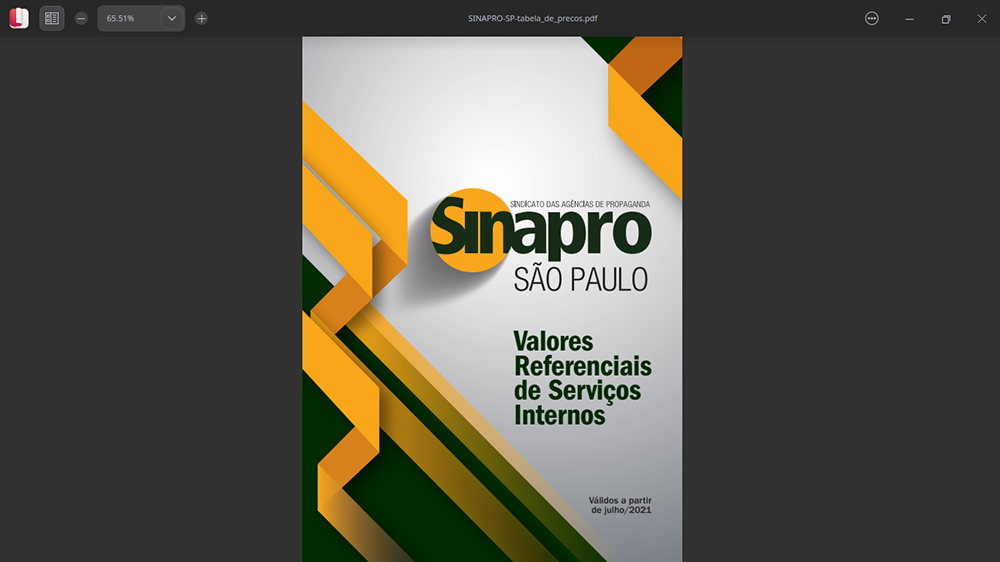 65.51%
SINAPRO-SP-tabela_de_precos.pdf
SINDICATO DAS AGÊNCIAS DE PROPAGANDA
Sinapro
SÃO PAULO
Valores
Referenciais
de Serviços
Internos
Válidos a partir
de julho/2021